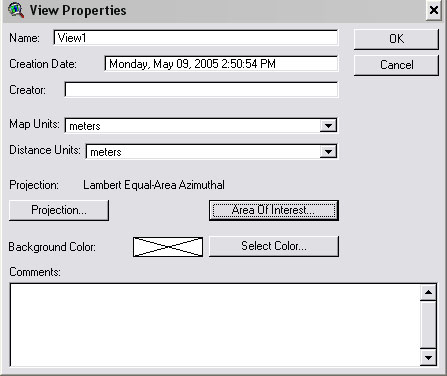 View Properties
Name: View1
OK
Creation Date: Monday, May 09, 2005 2:50:54 PM
Cancel
Creator:
Map Units: meters
Distance Units: meters
Projection: Lambert Equal-Area Azimuthal
Projection... Area Of Interest...
Background Color: Select Color...
Comments: